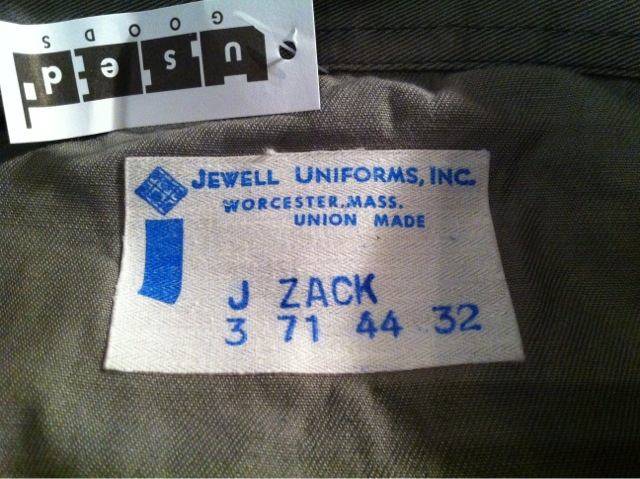 Used
GOODS
JEWELL UNIFORMS, INC.
WORCESTER, MASS.
UNION MADE
J ZACK
3 71 44 32